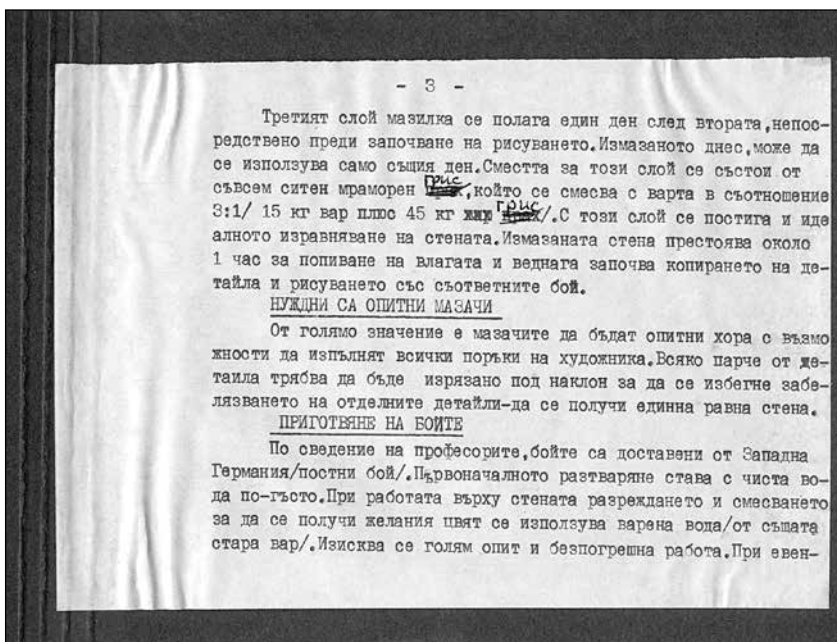 - 3 -
Третият слой мазилка се полага един ден след втората,непос-
редствено преди започване на рисуването.Измазаното днес,може да
се използува само същия ден.Сместта за този слой се състои от
съвсем ситен мраморен грис,който се смесва с варта в съотношение
3:1/ 15 кг вар плюс 45 кг грис/.С този слой се постига и иде
алното изравняване на стената.Измазаната стена престоява около
1 час за попиване на влагата и веднага започва копирането на де-
тайла и рисуването със съответните бой.
НУЖДНИ СА ОПИТНИ МАЗАЧИ
От голямо значение е мазачите да бъдат опитни хора с възмо
жности да изпълнят всички поръки на художника.Всяко парче от де-
таила трябва да бъде изрязано под наклон за да се избегне забе-
лязването на отделните детайли-да се получи единна равна стена.
ПРИГОТВЯНЕ НА БОИТЕ
По сведение на професорите,бойте са доставени от Западна
Германия/постни бой/.Първоначалното разтваряне става с чиста во-
да по-гъсто.При работата върху стената разреждането и смесването
за да се получи желания цвят се използува варена вода/от същата
стара вар/.Изисква се голям опит и безпогрешна работа.При евен-